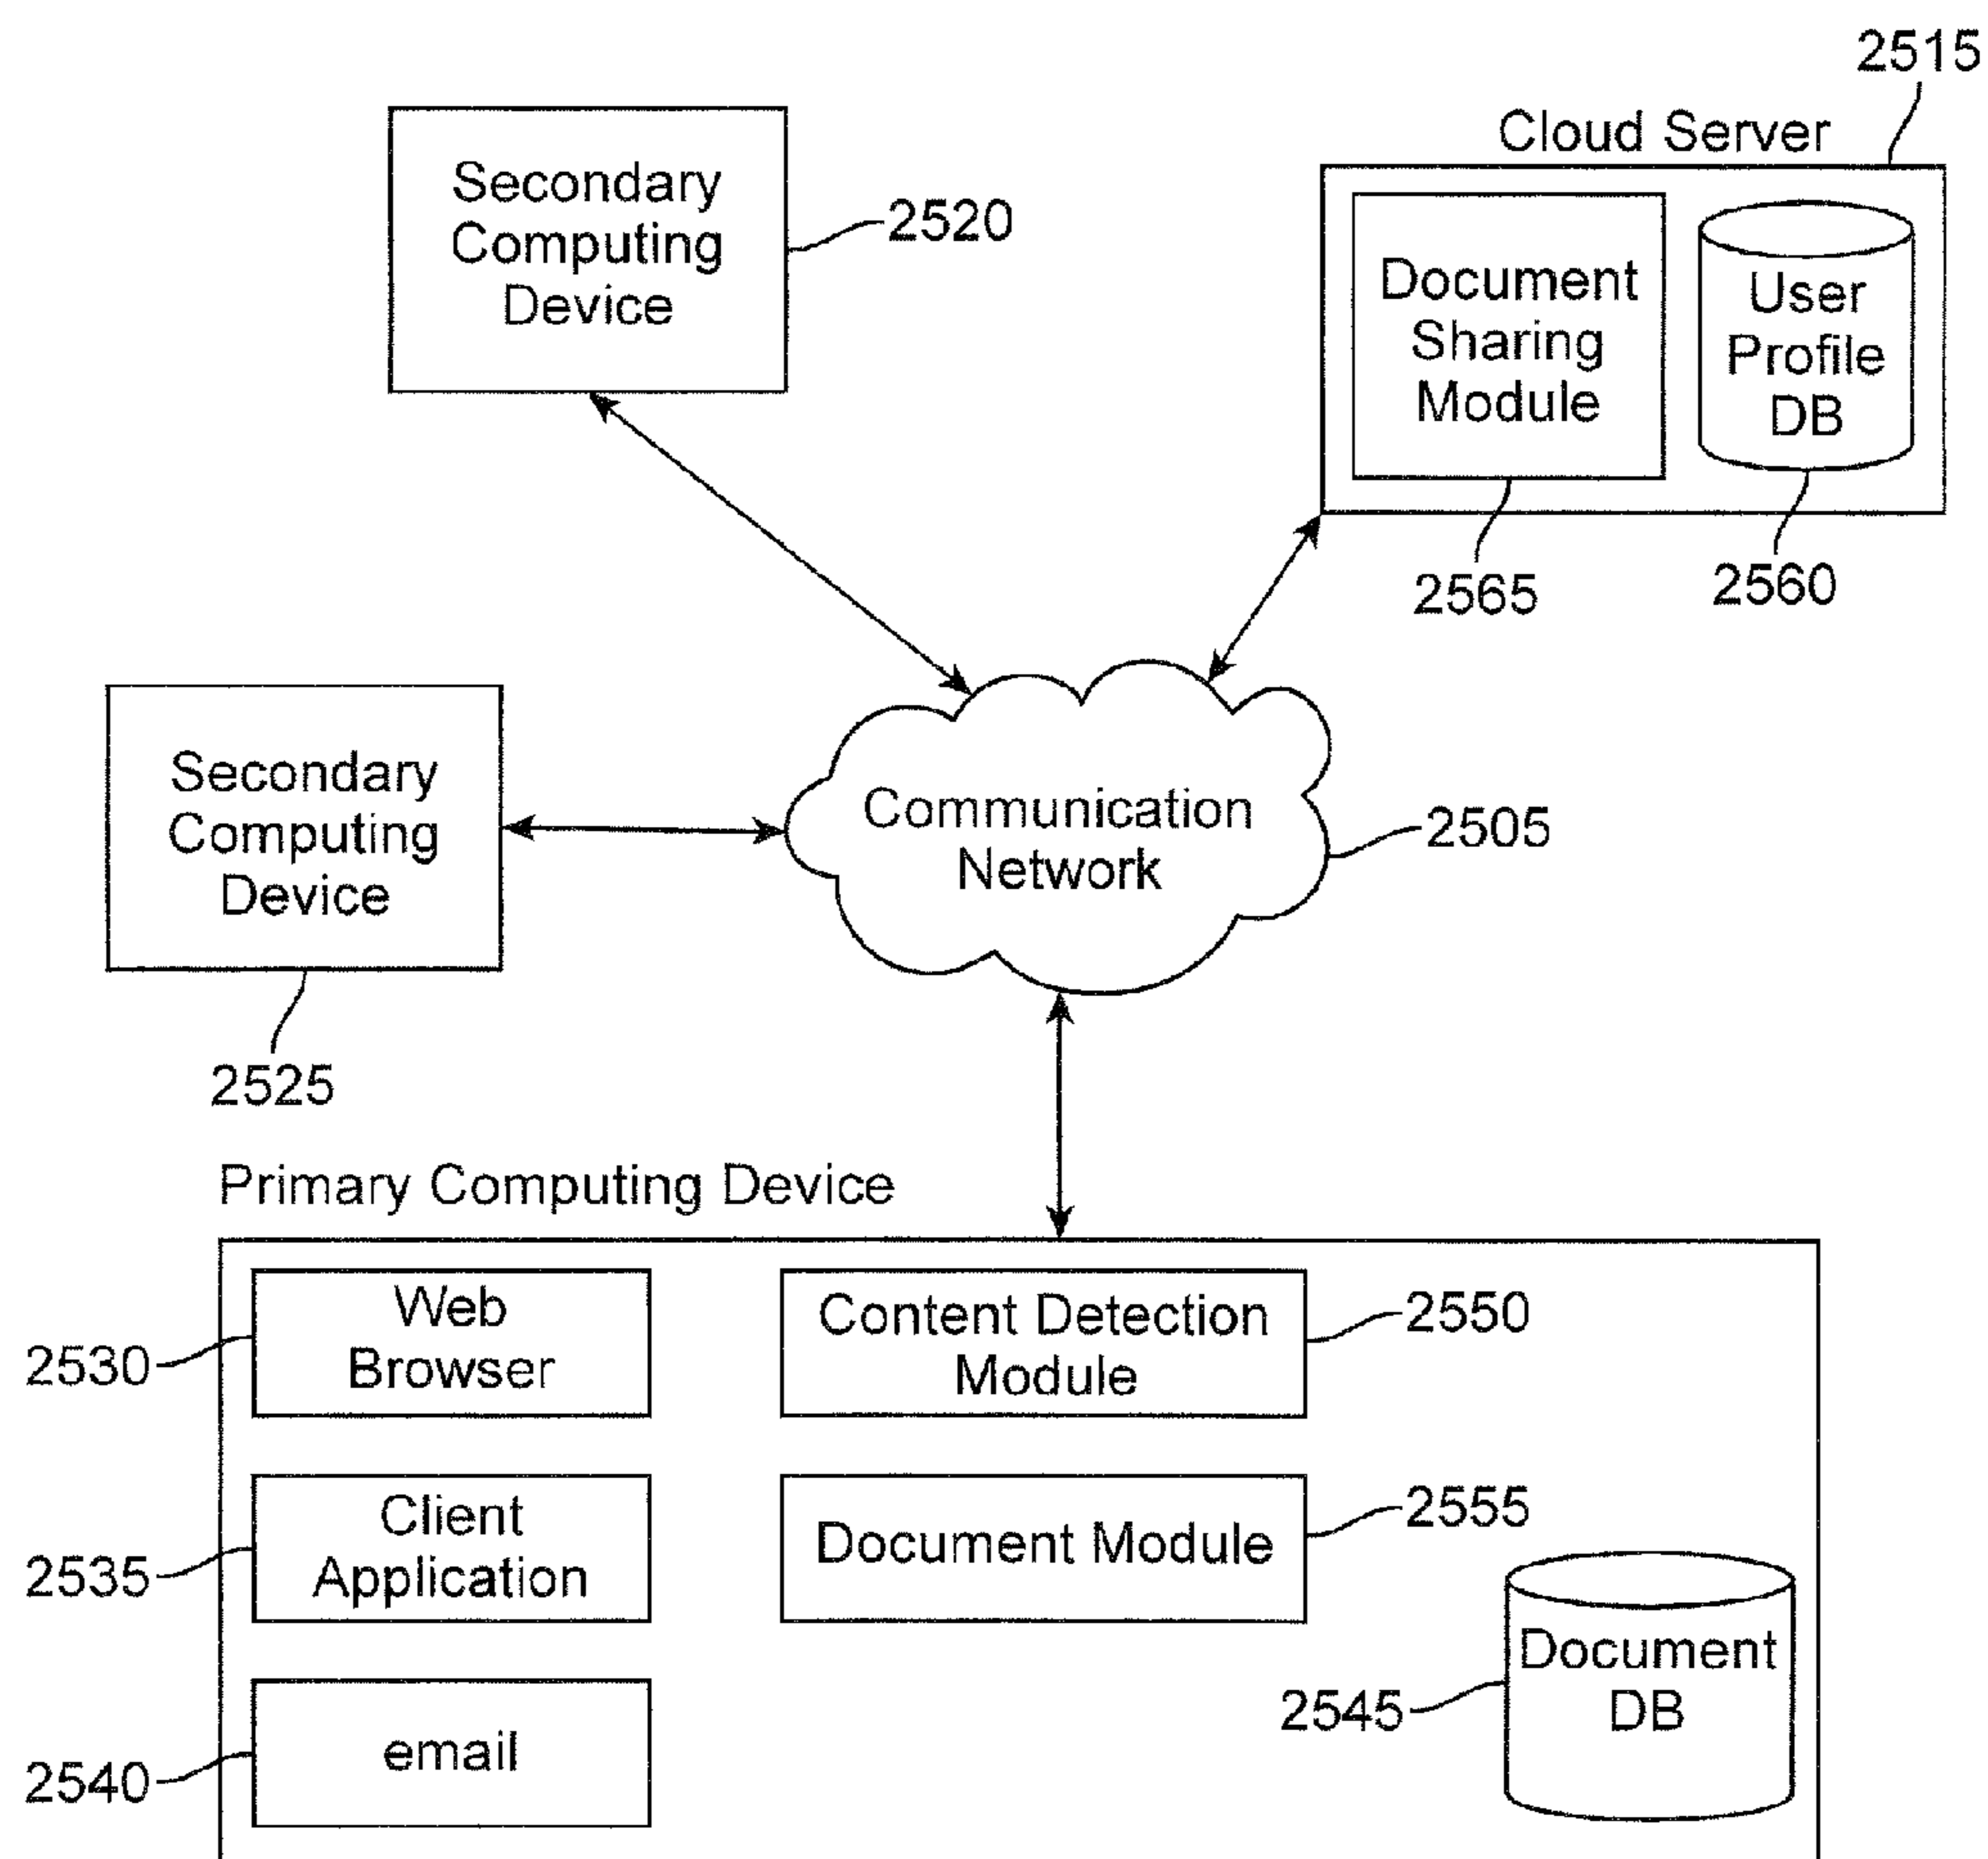 2515
Cloud Server
Secondary
Computing
Device
2520
Document
Sharing
Module
User
Profile
DB
2565
2560
Secondary
Computing
Device
2525
Communication
Network
2505
Primary Computing Device
Web
Browser
2530
Content Detection
Module
2550
Client
Application
2535
Document Module
2555
email
2540
Document
DB
2545